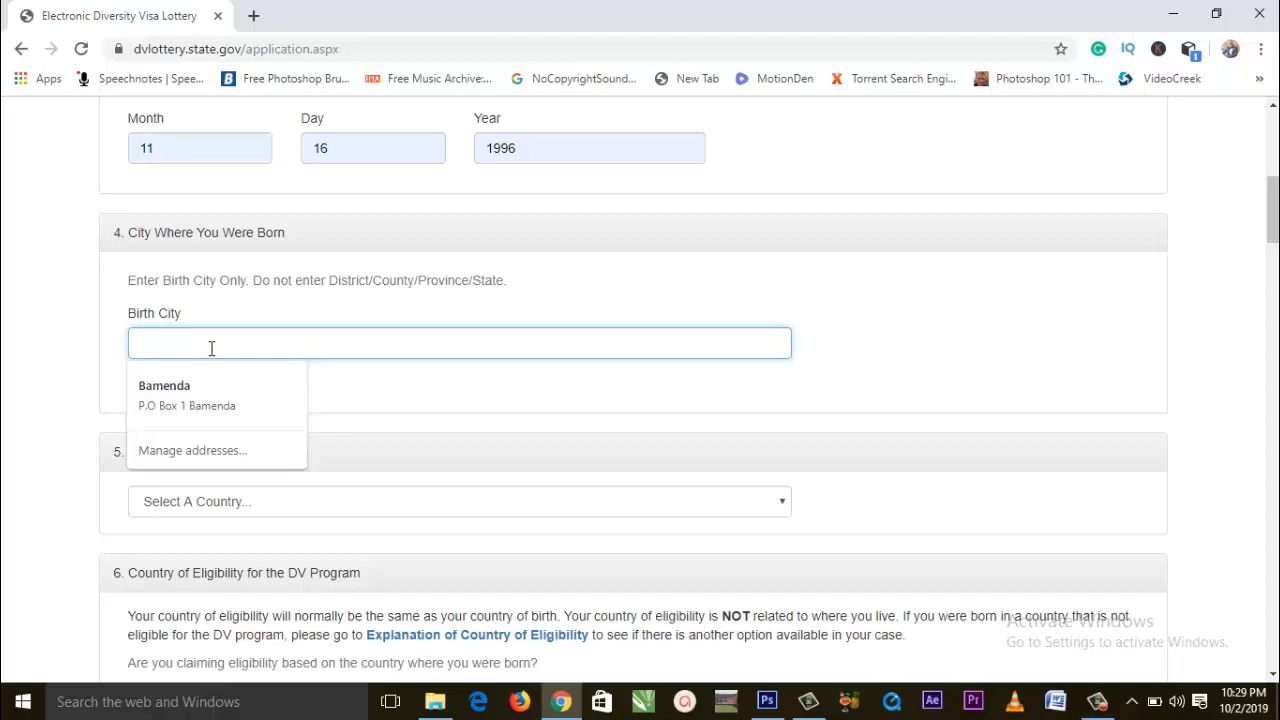 Electronic Diversity Visa Lottery
dvlottery.state.gov/application.aspx
IQ
K
1
Apps
Speechnotes | Spee...
B
Free Photoshop Bru...
Free Music Archive:...
G
NoCopyrightSound...
New Tab
MotionDen
X
Torrent Search Engi...
Photoshop 101 - Th...
VideoCreek
»
Month
Day
Year
11
16
1996
4. City Where You Were Born
Enter Birth City Only. Do not enter District/County/Province/State.
Birth City
Bamenda
P.O Box 1 Bamenda
Manage addresses...
5.
Select A Country...
6. Country of Eligibility for the DV Program
Your country of eligibility will normally be the same as your country of birth. Your country of eligibility is NOT related to where you live. If you were born in a country that is not
eligible for the DV program, please go to Explanation of Country of Eligibility to see if there is another option available in your case.
Are you claiming eligibility based on the country where you were born?
Activate Windows
Go to Settings to activate Windows.
Search the web and Windows
Ps
Ae
Pr
10:29 PM
10/2/2019